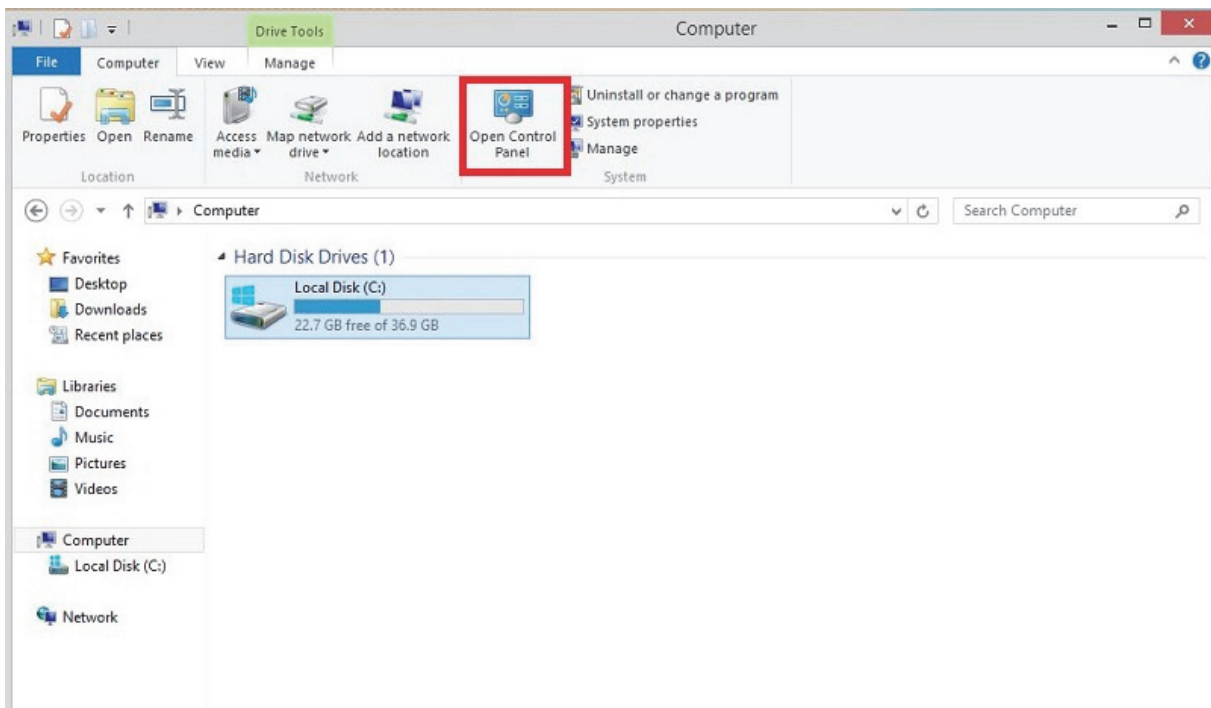 Drive Tools
Computer
File
Computer
View
Manage
Properties
Open
Rename
Access media
Map network drive
Add a network location
Open Control Panel
Uninstall or change a program
System properties
Manage
Location
Network
System
Computer
Search Computer
Favorites
Desktop
Downloads
Recent places
Libraries
Documents
Music
Pictures
Videos
Computer
Local Disk (C:)
Network
Hard Disk Drives (1)
Local Disk (C:)
22.7 GB free of 36.9 GB